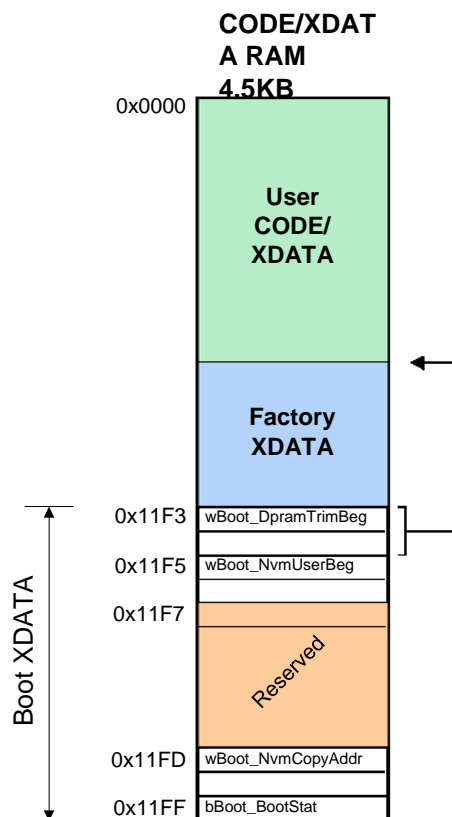 CODE/XDAT
A RAM
4.5KB
0x0000
User
CODE/
XDATA
Factory
XDATA
0x11F3
wBoot_DpramTrimBeg
0x11F5
wBoot_NvmUserBeg
0x11F7
Reserved
Boot XDATA
0x11FD
wBoot_NvmCopyAddr
0x11FF
bBoot_BootStat